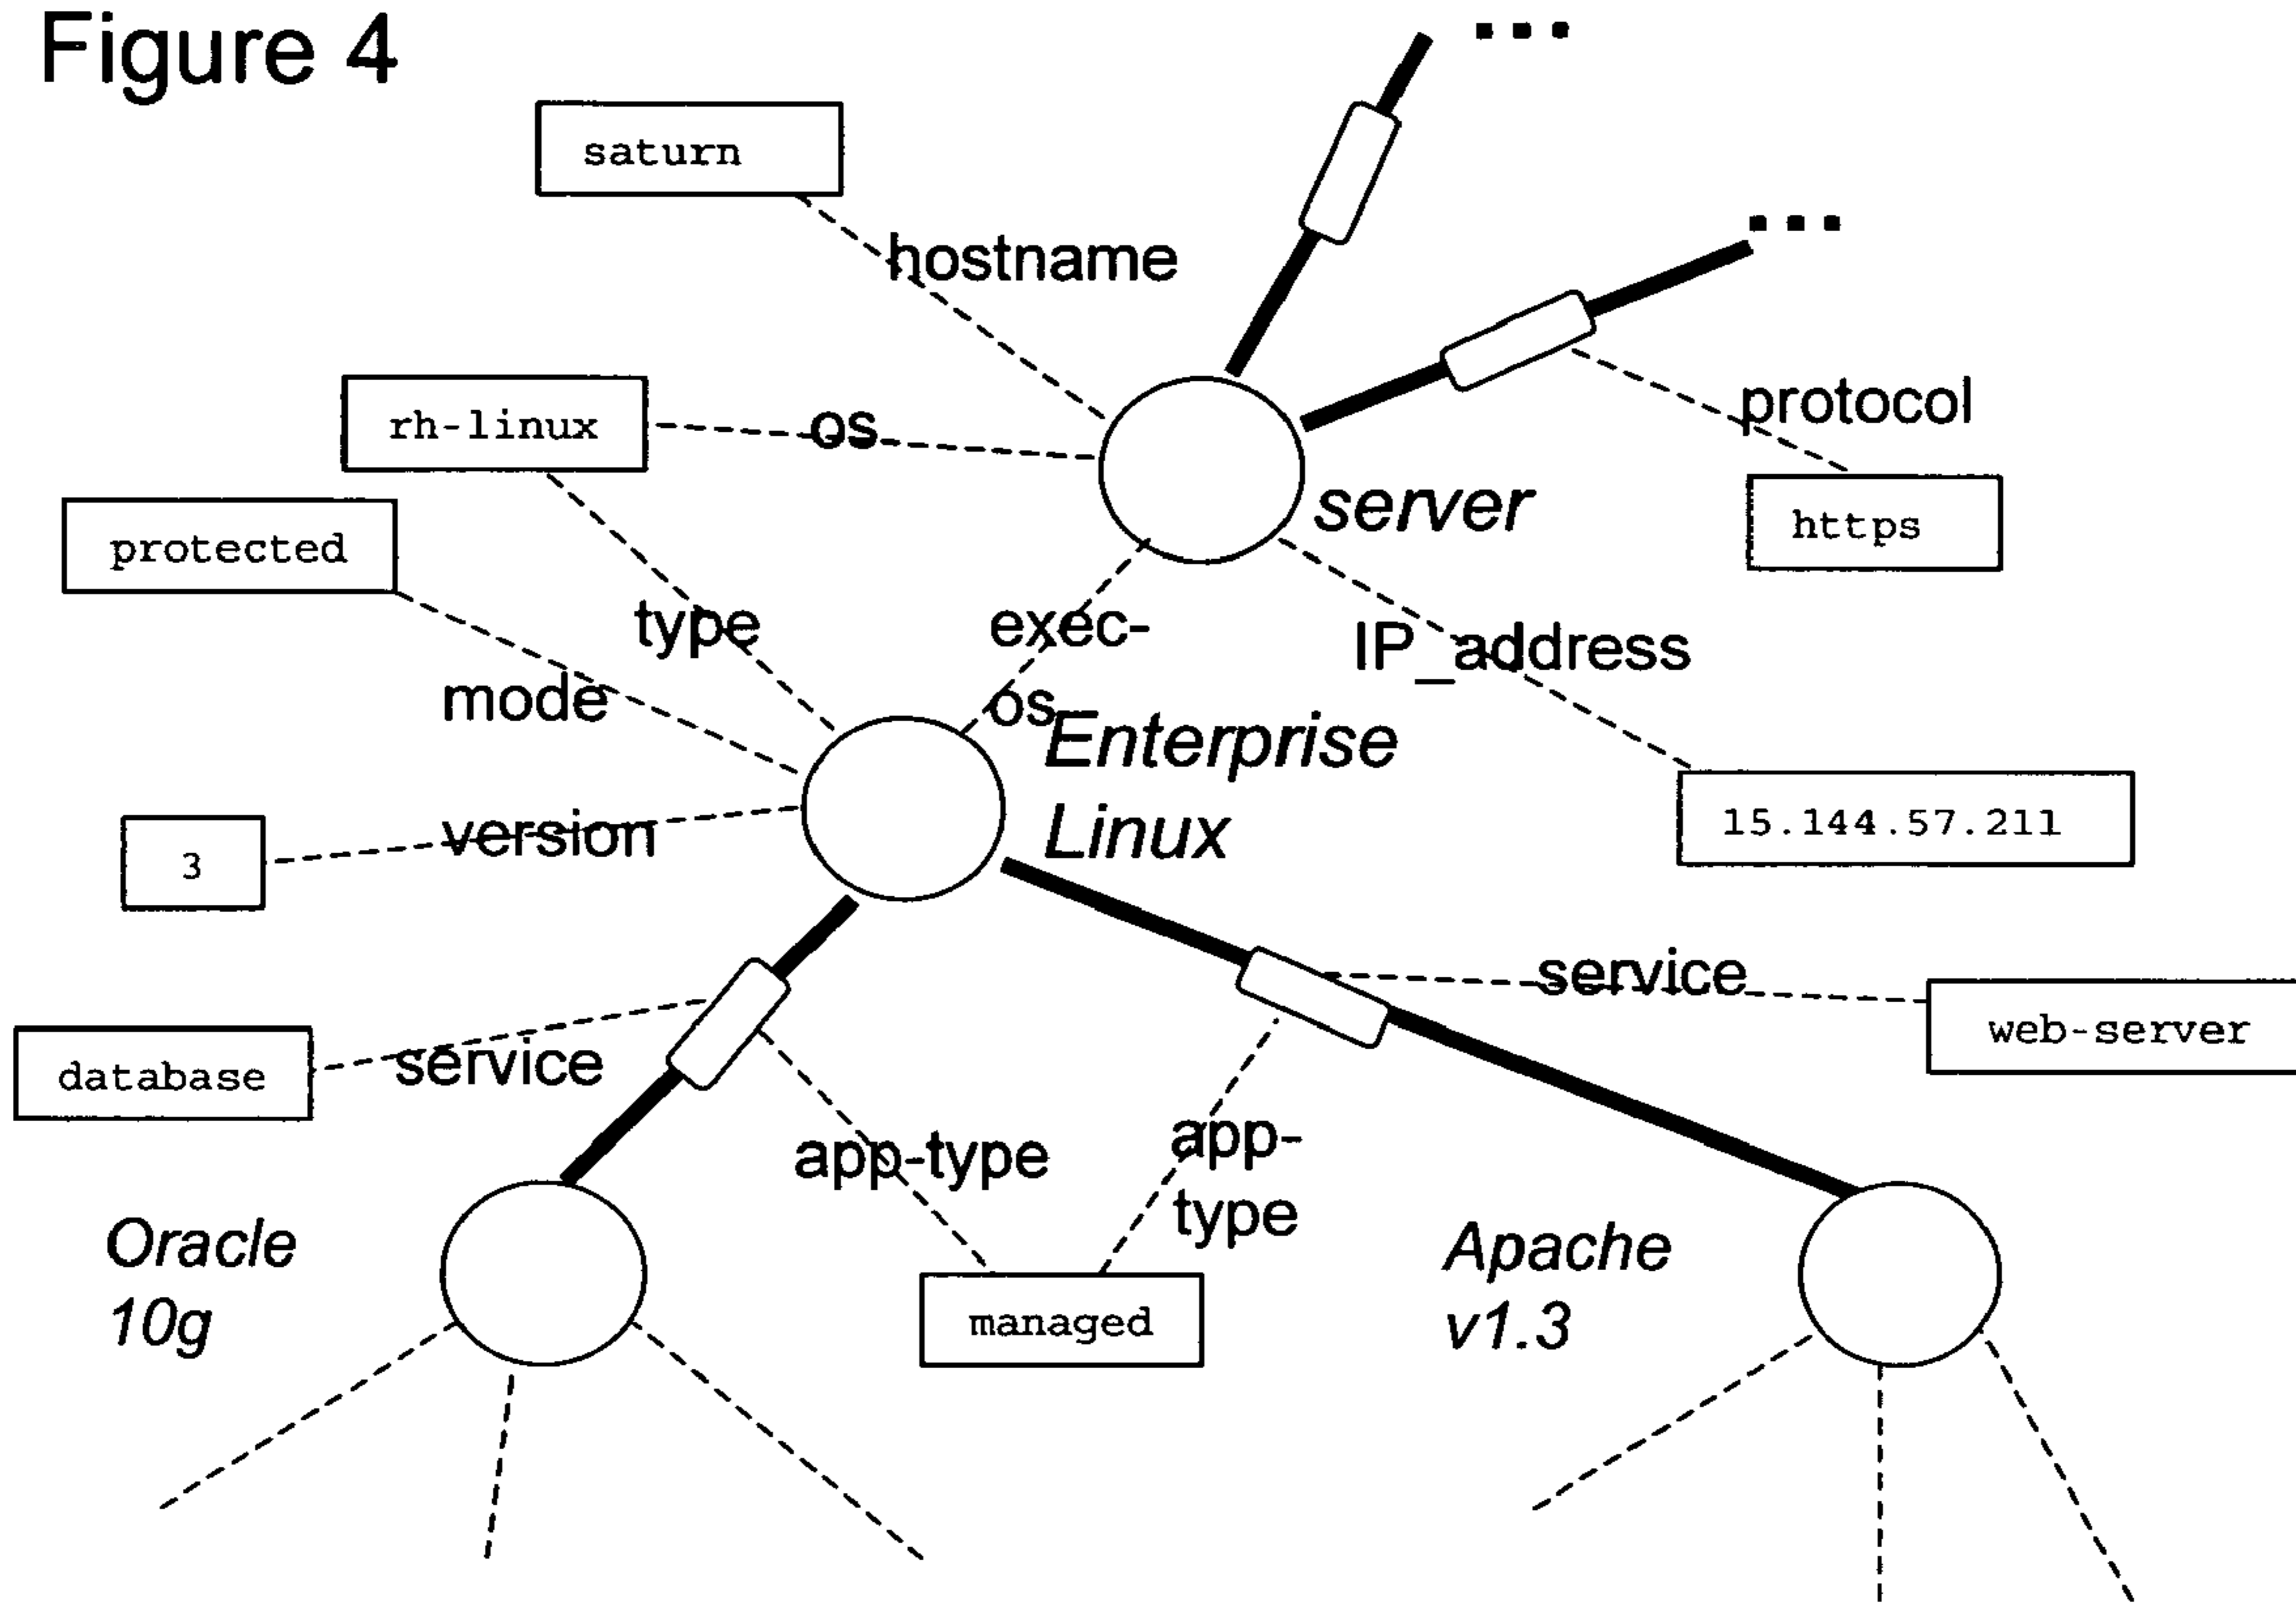 Figure 4
...
saturn
...
hostname
protocol
rh-linux
os
server
https
protected
type
exec-
os
IP_address
mode
Enterprise
Linux
15.144.57.211
version
3
service
web-server
database
service
app-type
app-
type
Oracle
10g
managed
Apache
v1.3